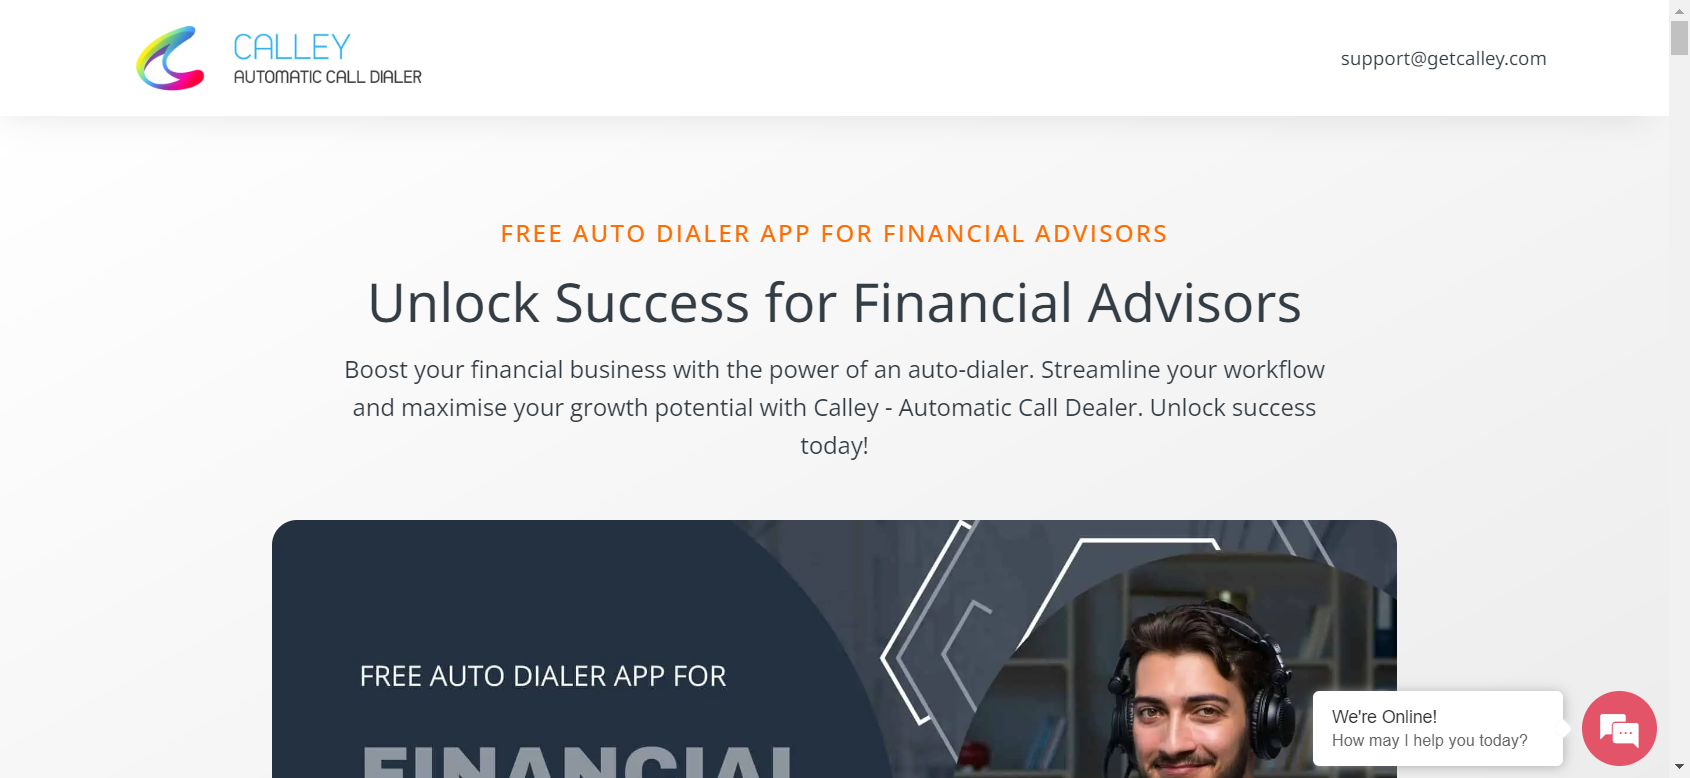 CALLEY
AUTOMATIC CALL DIALER
support@getcalley.com
FREE AUTO DIALER APP FOR FINANCIAL ADVISORS
Unlock Success for Financial Advisors
Boost your financial business with the power of an auto-dialer. Streamline your workflow
and maximise your growth potential with Calley - Automatic Call Dealer. Unlock success
today!
FREE AUTO DIALER APP FOR
FINANCIAL
We're Online!
How may I help you today?